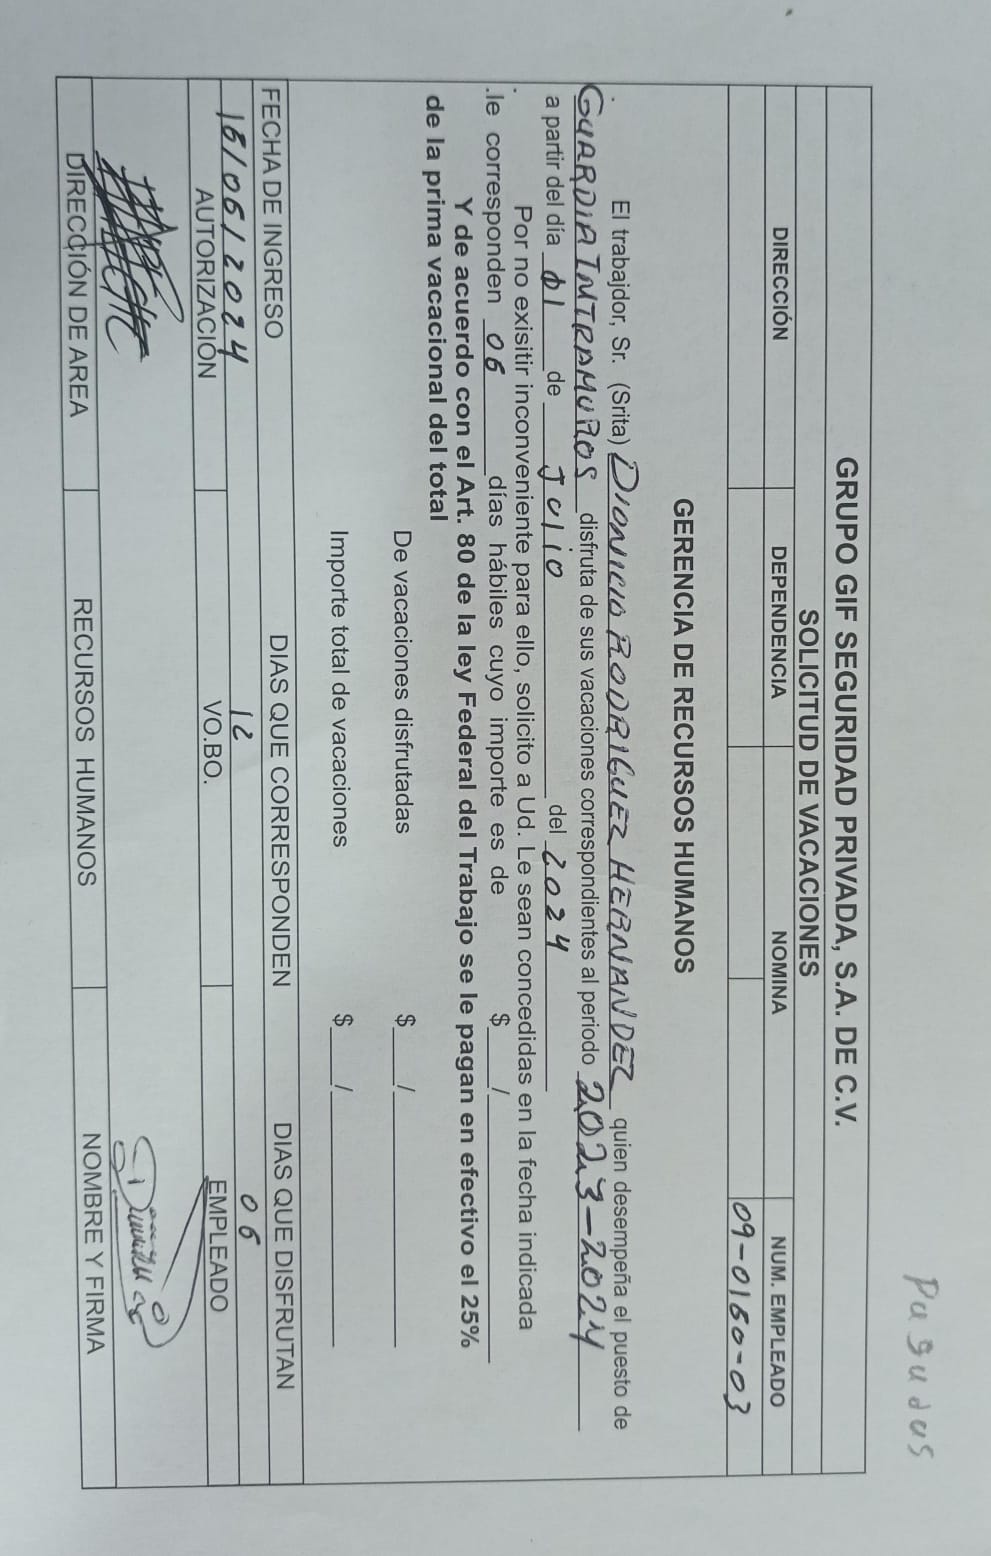 Pagadas
GRUPO GIF SEGURIDAD PRIVADA, S.A. DE C.V.
SOLICITUD DE VACACIONES
DIRECCIÓN DEPENDENCIA NOMINA NUM. EMPLEADO
09-0160-03
GERENCIA DE RECURSOS HUMANOS
El trabajdor, Sr. (Srita) DIONICIO RODRIGUEZ HERNANDEZ quien desempeña el puesto de
GUARDIA INTRAMUROS disfruta de sus vacaciones correspondientes al periodo 2023-2024
a partir del día 01 de Julio del 2024
Por no exisitir inconveniente para ello, solicito a Ud. Le sean concedidas en la fecha indicada
.le corresponden 06 días hábiles cuyo importe es de $ /
Y de acuerdo con el Art. 80 de la ley Federal del Trabajo se le pagan en efectivo el 25%
de la prima vacacional del total
De vacaciones disfrutadas $ /
Importe total de vacaciones $ /
FECHA DE INGRESO DIAS QUE CORRESPONDEN DIAS QUE DISFRUTAN
16/06/2024 12 06
AUTORIZACIÓN VO.BO. EMPLEADO
DIRECCIÓN DE AREA RECURSOS HUMANOS NOMBRE Y FIRMA